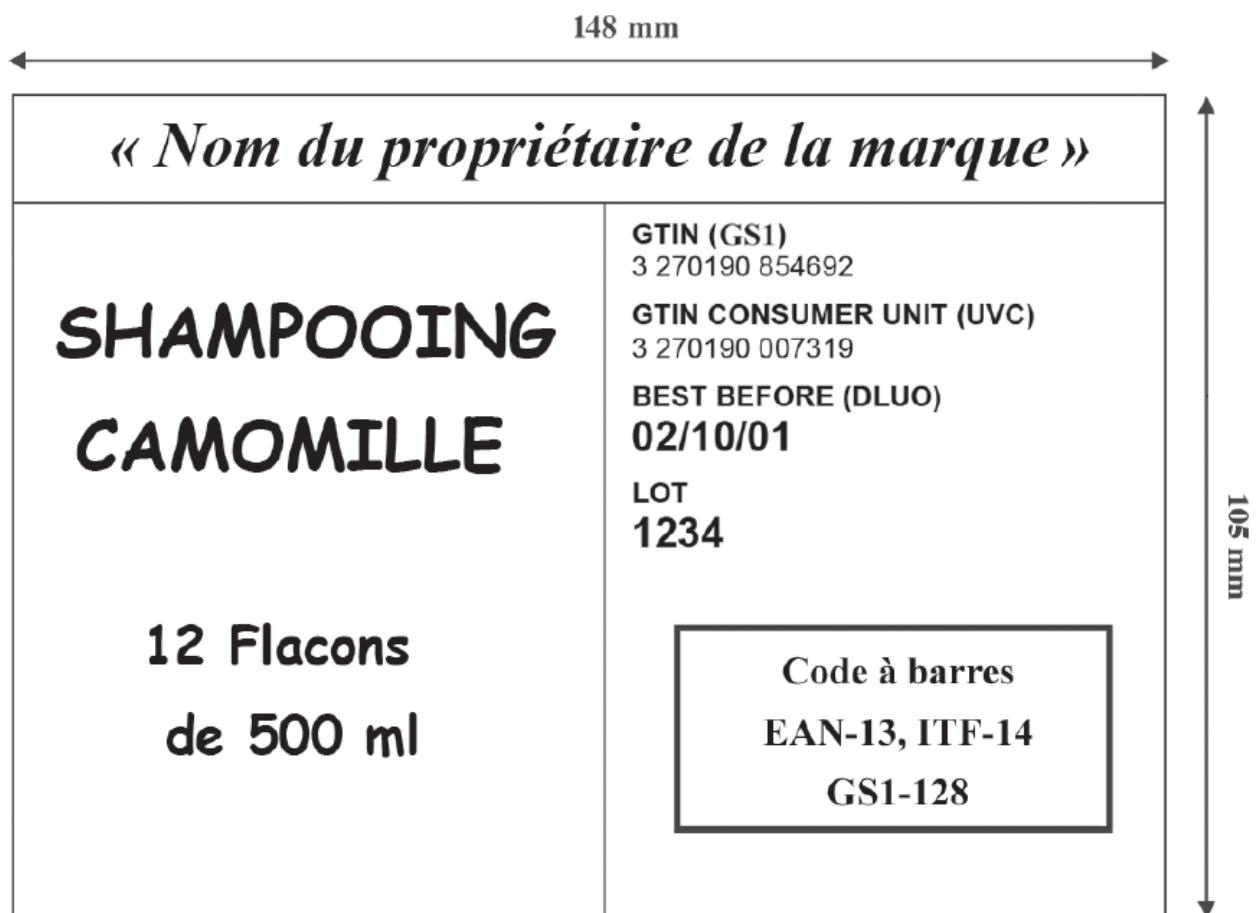 148 mm
« Nom du propriétaire de la marque »
SHAMPOOING
CAMOMILLE
12 Flacons
de 500 ml
GTIN (GS1)
3 270190 854692
GTIN CONSUMER UNIT (UVC)
3 270190 007319
BEST BEFORE (DLUO)
02/10/01
LOT
1234
Code à barres
EAN-13, ITF-14
GS1-128
105 mm